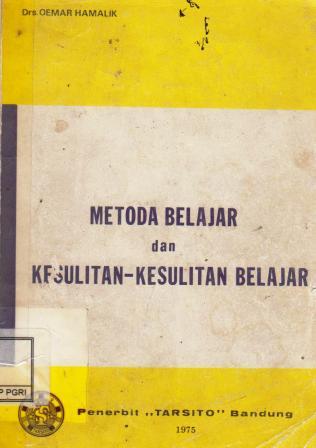 Drs. OEMAR HAMALIK
METODA BELAJAR
dan
KESULITAN-KESULITAN BELAJAR
P PGRI
Penerbit „TARSITO" Bandung
1975